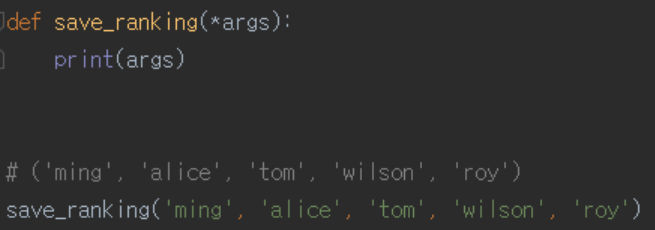 def save_ranking(*args):
    print(args)
# ('ming', 'alice', 'tom', 'wilson', 'roy')
save_ranking('ming', 'alice', 'tom', 'wilson', 'roy')